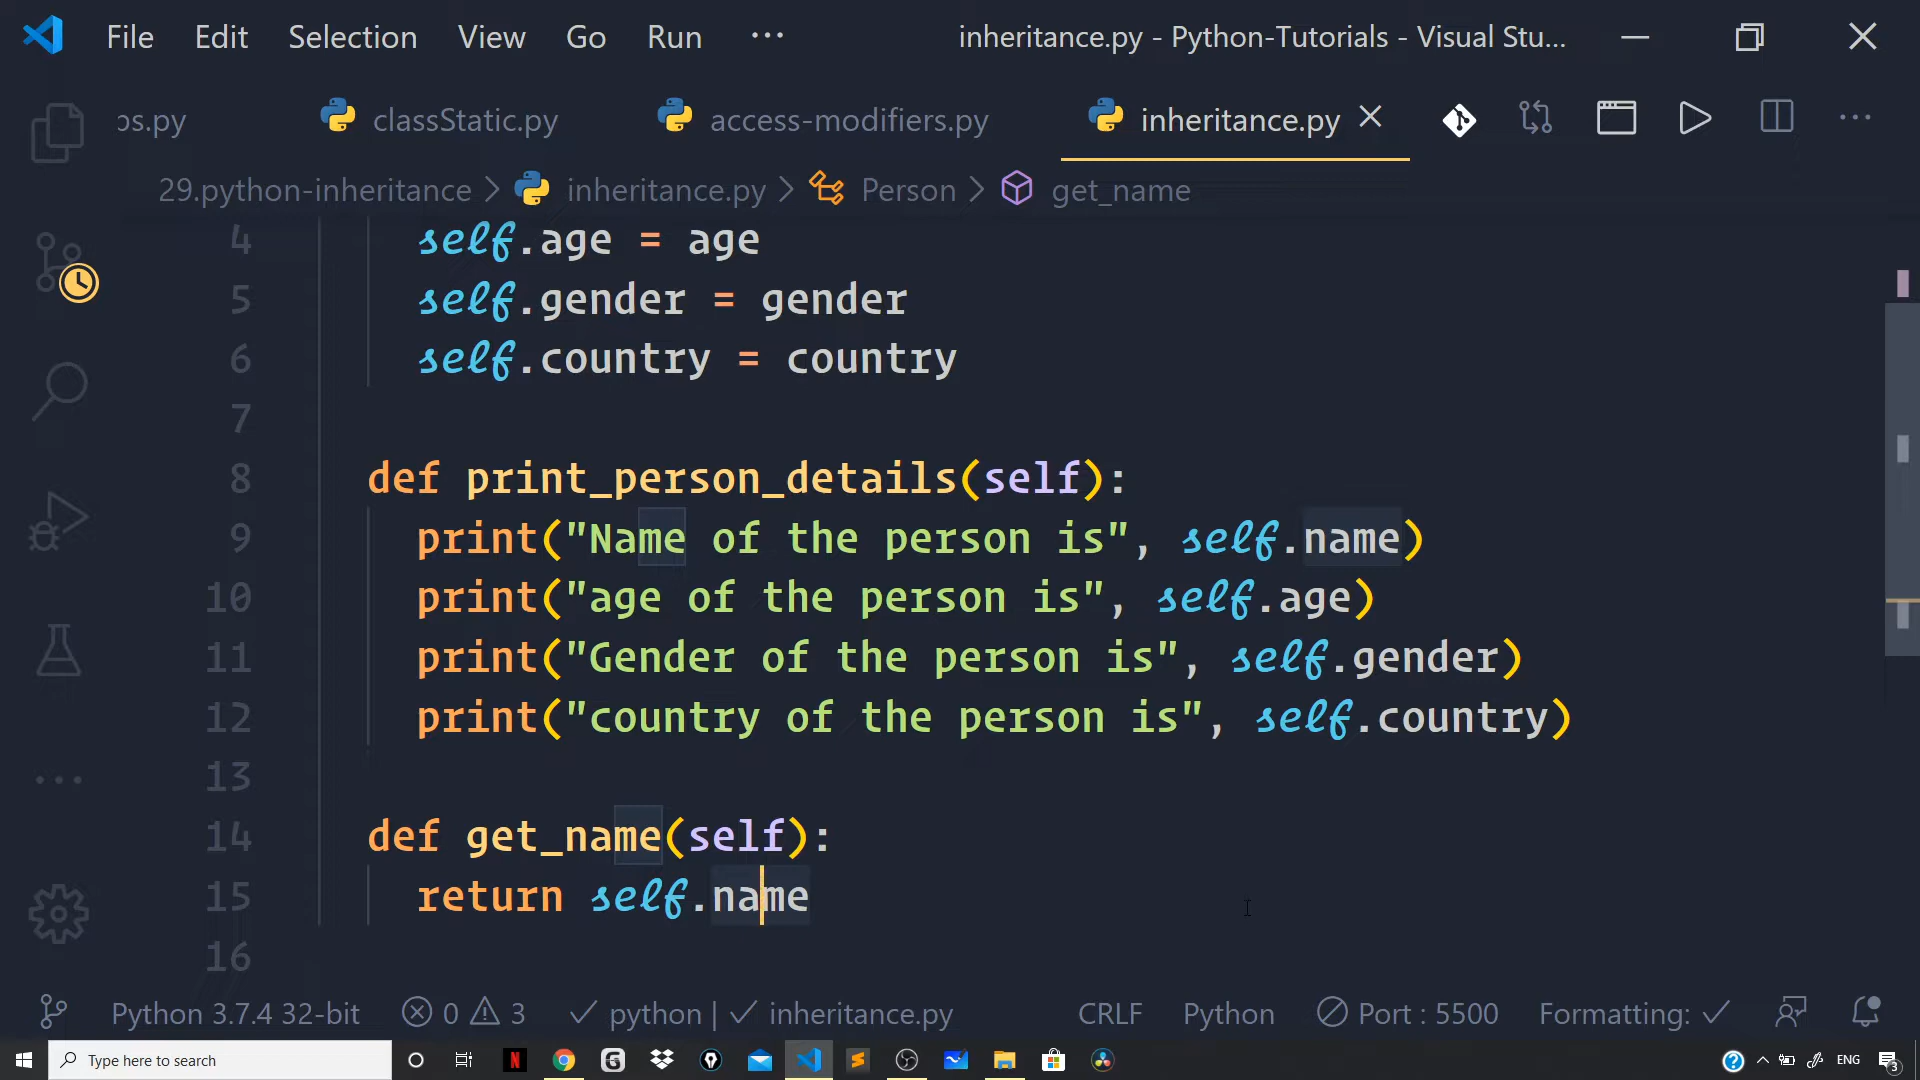 File Edit Selection View Go Run ··· inheritance.py - Python-Tutorials - Visual Stu...
os.py classStatic.py access-modifiers.py inheritance.py
29.python-inheritance > inheritance.py > Person > get_name
4 self.age = age
5 self.gender = gender
6 self.country = country
7
8 def print_person_details(self):
9 print("Name of the person is", self.name)
10 print("age of the person is", self.age)
11 print("Gender of the person is", self.gender)
12 print("country of the person is", self.country)
13
14 def get_name(self):
15 return self.name
16
Python 3.7.4 32-bit 0 3 python | inheritance.py CRLF Python Port : 5500 Formatting:
Type here to search N ENG 3